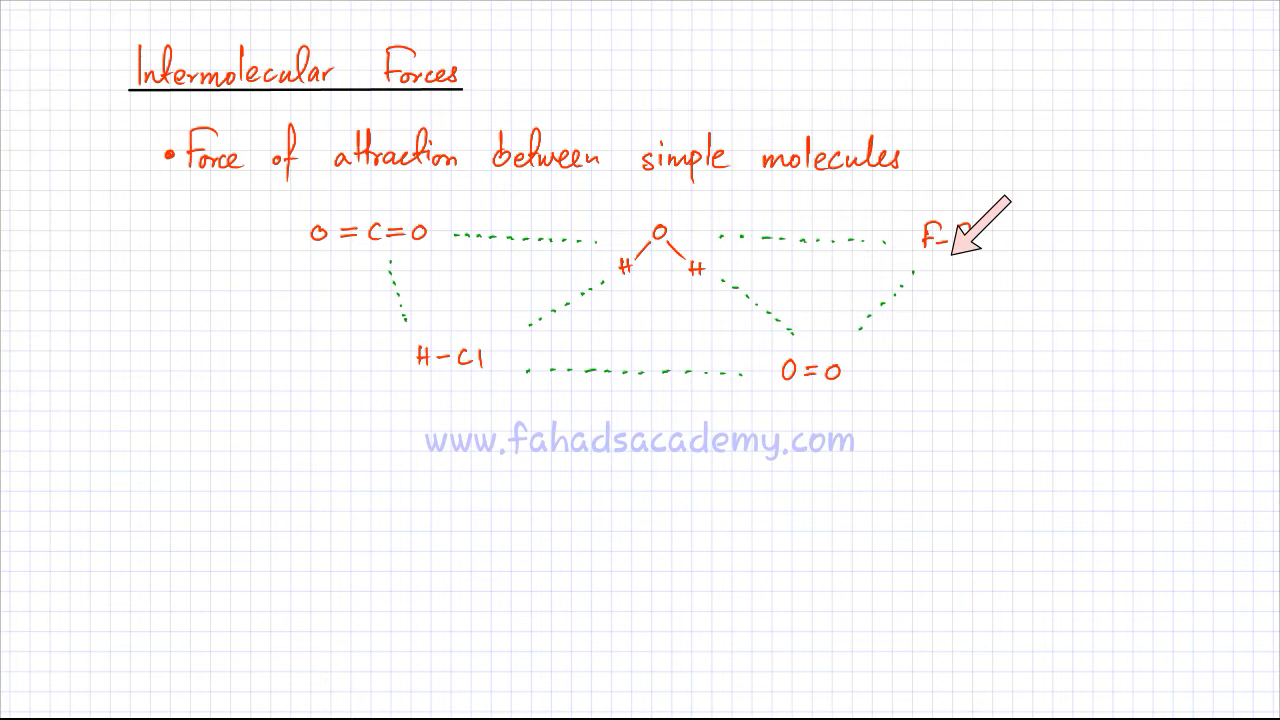 Intermolecular Forces
• Force of attraction between simple molecules
O = C = O
O
F -
H H
H - Cl
O = O
www.fahadsacademy.com